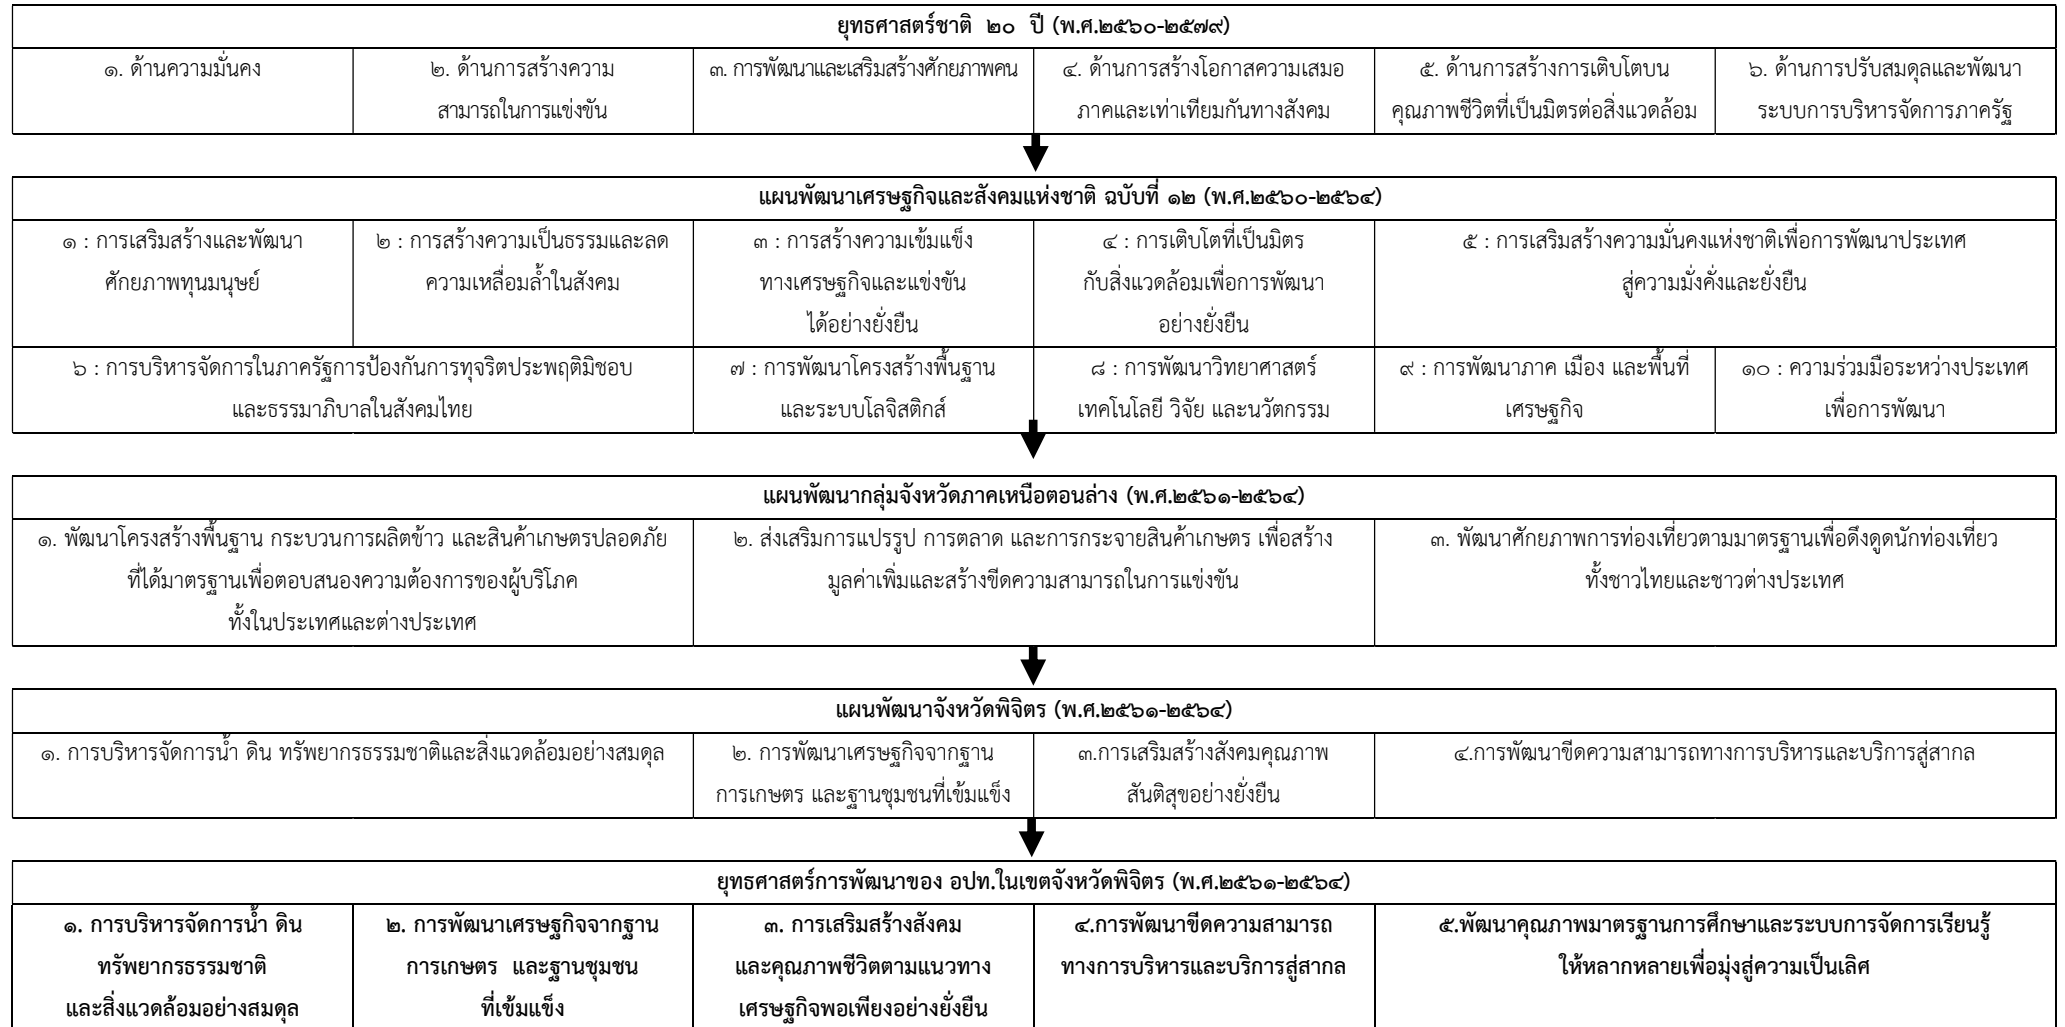 ยุทธศาสตร์ชาติ ๒๐ ปี (พ.ศ.๒๕๖๐-๒๕๗๙)
๑. ด้านความมั่นคง
๒. ด้านการสร้างความ
สามารถในการแข่งขัน
๓. การพัฒนาและเสริมสร้างศักยภาพคน
๔. ด้านการสร้างโอกาสความเสมอ
ภาคและเท่าเทียมกันทางสังคม
๕. ด้านการสร้างการเติบโตบน
คุณภาพชีวิตที่เป็นมิตรต่อสิ่งแวดล้อม
๖. ด้านการปรับสมดุลและพัฒนา
ระบบการบริหารจัดการภาครัฐ
แผนพัฒนาเศรษฐกิจและสังคมแห่งชาติ ฉบับที่ ๑๒ (พ.ศ.๒๕๖๐-๒๕๖๔)
๑ : การเสริมสร้างและพัฒนา
ศักยภาพทุนมนุษย์
๒ : การสร้างความเป็นธรรมและลด
ความเหลื่อมล้ำในสังคม
๓ : การสร้างความเข้มแข็ง
ทางเศรษฐกิจและแข่งขัน
ได้อย่างยั่งยืน
๔ : การเติบโตที่เป็นมิตร
กับสิ่งแวดล้อมเพื่อการพัฒนา
อย่างยั่งยืน
๕ : การเสริมสร้างความมั่นคงแห่งชาติเพื่อการพัฒนาประเทศ
สู่ความมั่งคั่งและยั่งยืน
๖ : การบริหารจัดการในภาครัฐการป้องกันการทุจริตประพฤติมิชอบ
และธรรมาภิบาลในสังคมไทย
๗ : การพัฒนาโครงสร้างพื้นฐาน
และระบบโลจิสติกส์
๘ : การพัฒนาวิทยาศาสตร์
เทคโนโลยี วิจัย และนวัตกรรม
๙ : การพัฒนาภาค เมือง และพื้นที่
เศรษฐกิจ
๑๐ : ความร่วมมือระหว่างประเทศ
เพื่อการพัฒนา
แผนพัฒนากลุ่มจังหวัดภาคเหนือตอนล่าง (พ.ศ.๒๕๖๑-๒๕๖๔)
๑. พัฒนาโครงสร้างพื้นฐาน กระบวนการผลิตข้าว และสินค้าเกษตรปลอดภัย
ที่ได้มาตรฐานเพื่อตอบสนองความต้องการของผู้บริโภค
ทั้งในประเทศและต่างประเทศ
๒. ส่งเสริมการแปรรูป การตลาด และการกระจายสินค้าเกษตร เพื่อสร้าง
มูลค่าเพิ่มและสร้างขีดความสามารถในการแข่งขัน
๓. พัฒนาศักยภาพการท่องเที่ยวตามมาตรฐานเพื่อดึงดูดนักท่องเที่ยว
ทั้งชาวไทยและชาวต่างประเทศ
แผนพัฒนาจังหวัดพิจิตร (พ.ศ.๒๕๖๑-๒๕๖๔)
๑. การบริหารจัดการน้ำ ดิน ทรัพยากรธรรมชาติและสิ่งแวดล้อมอย่างสมดุล
๒. การพัฒนาเศรษฐกิจจากฐาน
การเกษตร และฐานชุมชนที่เข้มแข็ง
๓.การเสริมสร้างสังคมคุณภาพ
สันติสุขอย่างยั่งยืน
๔.การพัฒนาขีดความสามารถทางการบริหารและบริการสู่สากล
ยุทธศาสตร์การพัฒนาของ อปท.ในเขตจังหวัดพิจิตร (พ.ศ.๒๕๖๑-๒๕๖๔)
๑. การบริหารจัดการน้ำ ดิน
ทรัพยากรธรรมชาติ
และสิ่งแวดล้อมอย่างสมดุล
๒. การพัฒนาเศรษฐกิจจากฐาน
การเกษตร และฐานชุมชน
ที่เข้มแข็ง
๓. การเสริมสร้างสังคม
และคุณภาพชีวิตตามแนวทาง
เศรษฐกิจพอเพียงอย่างยั่งยืน
๔.การพัฒนาขีดความสามารถ
ทางการบริหารและบริการสู่สากล
๕.พัฒนาคุณภาพมาตรฐานการศึกษาและระบบการจัดการเรียนรู้
ให้หลากหลายเพื่อมุ่งสู่ความเป็นเลิศ